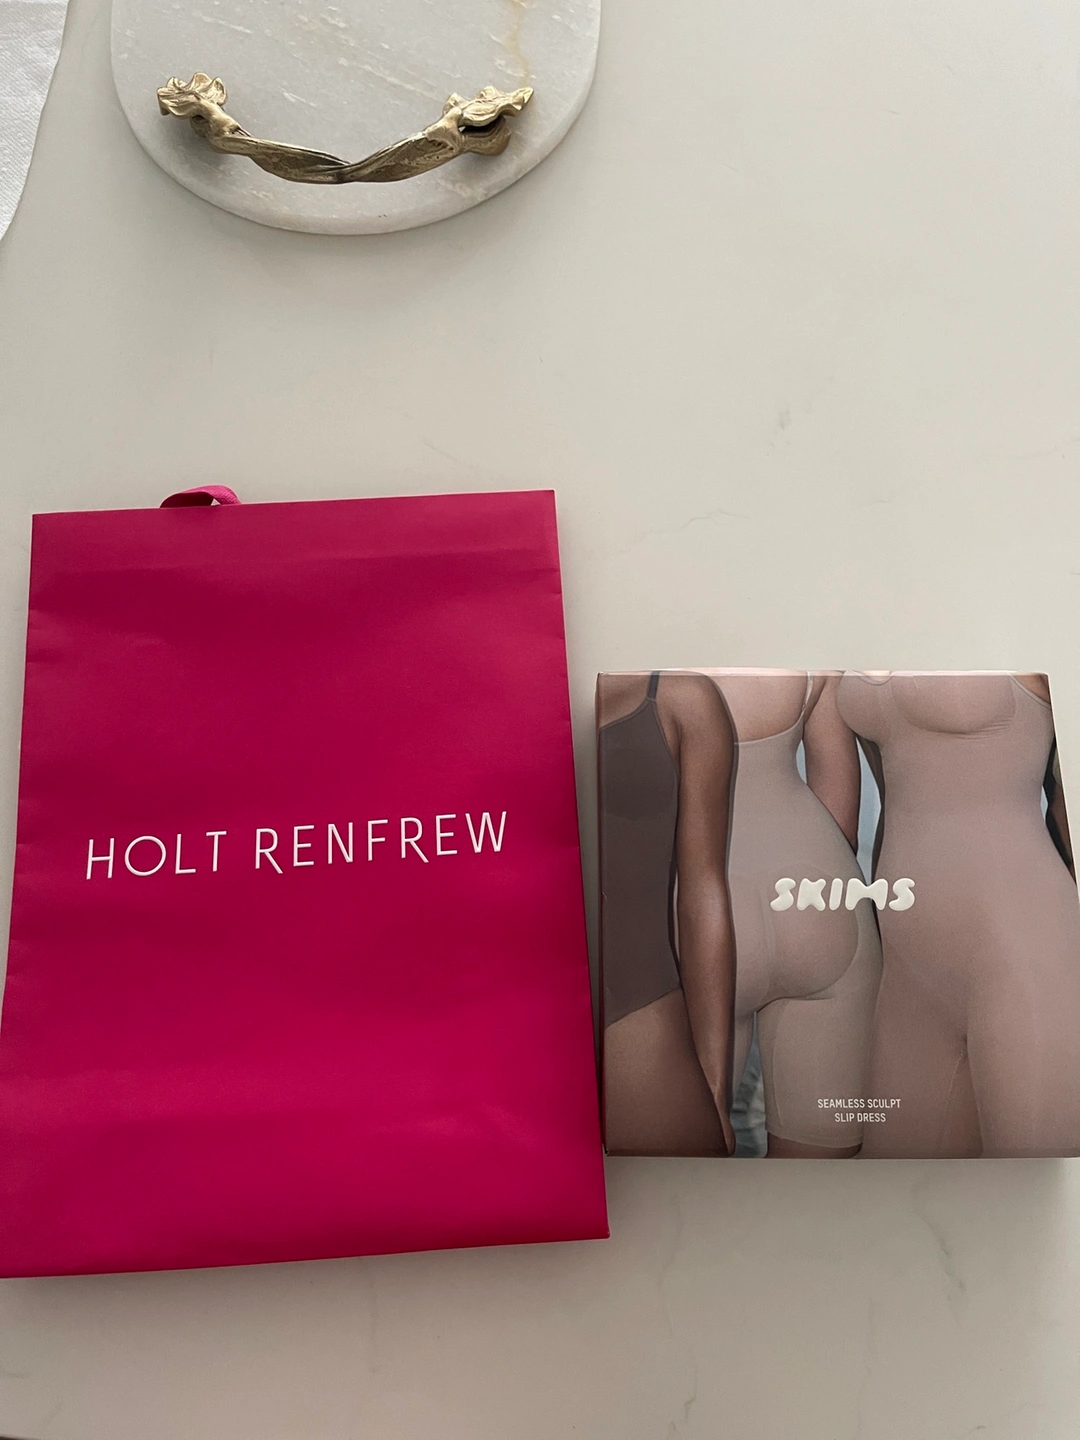 HOLT RENFREW
SKIMS
SEAMLESS SCULPT
SLIP DRESS